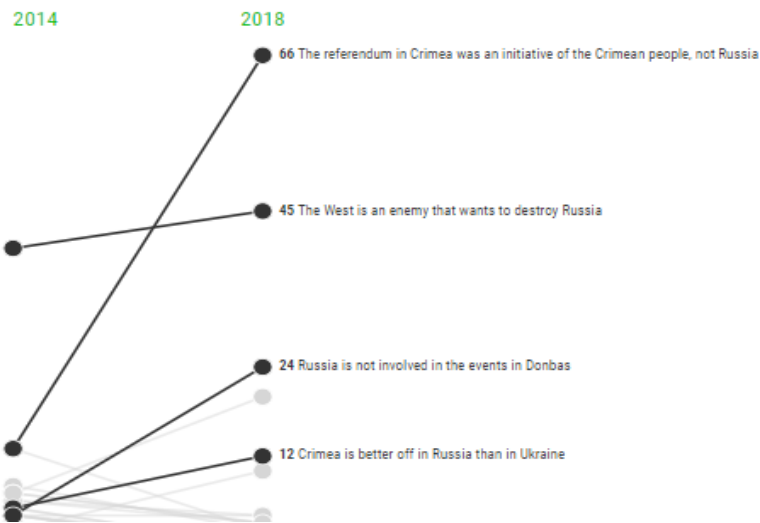 2014 2018
66 The referendum in Crimea was an initiative of the Crimean people, not Russia
45 The West is an enemy that wants to destroy Russia
24 Russia is not involved in the events in Donbas
12 Crimea is better off in Russia than in Ukraine